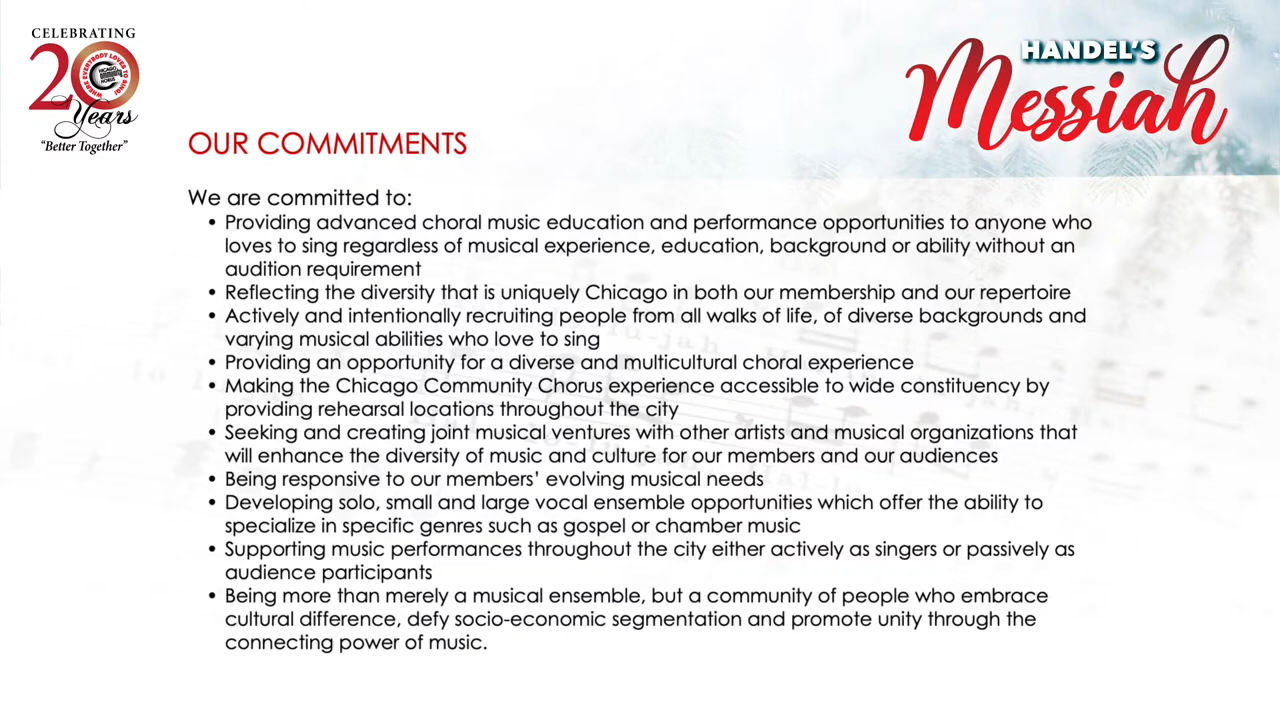 CELEBRATING
20
WHERE EVERYBODY LOVES TO SING!
CHICAGO
CHORUS
Years
"Better Together"
HANDEL'S
Messiah
OUR COMMITMENTS
We are committed to:
• Providing advanced choral music education and performance opportunities to anyone who
loves to sing regardless of musical experience, education, background or ability without an
audition requirement
• Reflecting the diversity that is uniquely Chicago in both our membership and our repertoire
• Actively and intentionally recruiting people from all walks of life, of diverse backgrounds and
varying musical abilities who love to sing
• Providing an opportunity for a diverse and multicultural choral experience
• Making the Chicago Community Chorus experience accessible to wide constituency by
providing rehearsal locations throughout the city
• Seeking and creating joint musical ventures with other artists and musical organizations that
will enhance the diversity of music and culture for our members and our audiences
• Being responsive to our members' evolving musical needs
• Developing solo, small and large vocal ensemble opportunities which offer the ability to
specialize in specific genres such as gospel or chamber music
• Supporting music performances throughout the city either actively as singers or passively as
audience participants
• Being more than merely a musical ensemble, but a community of people who embrace
cultural difference, defy socio-economic segmentation and promote unity through the
connecting power of music.